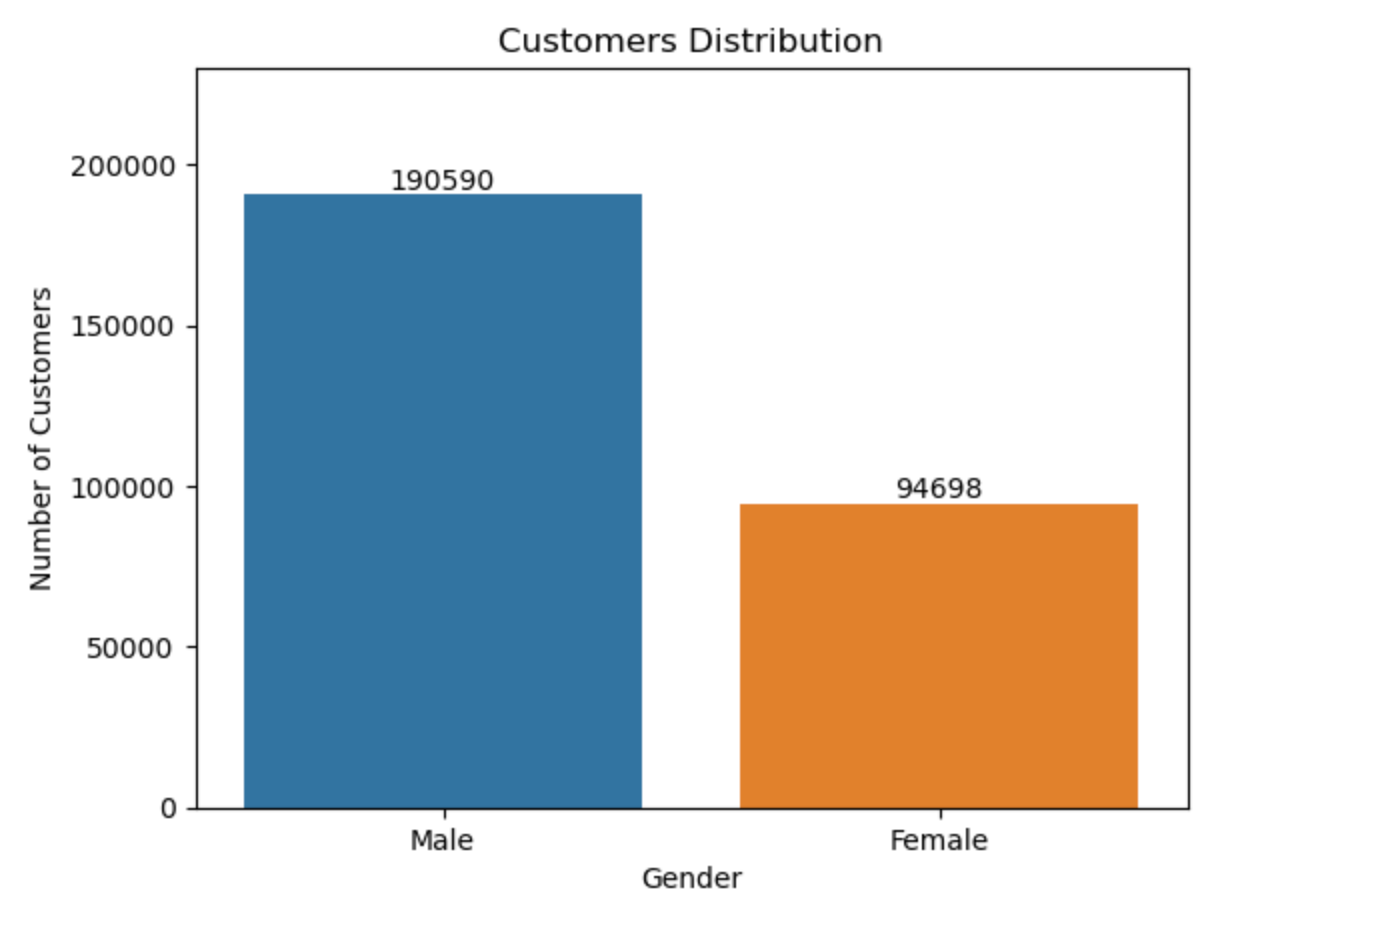 Customers Distribution
200000
190590
150000
100000
94698
50000
0
Male
Female
Number of Customers
Gender